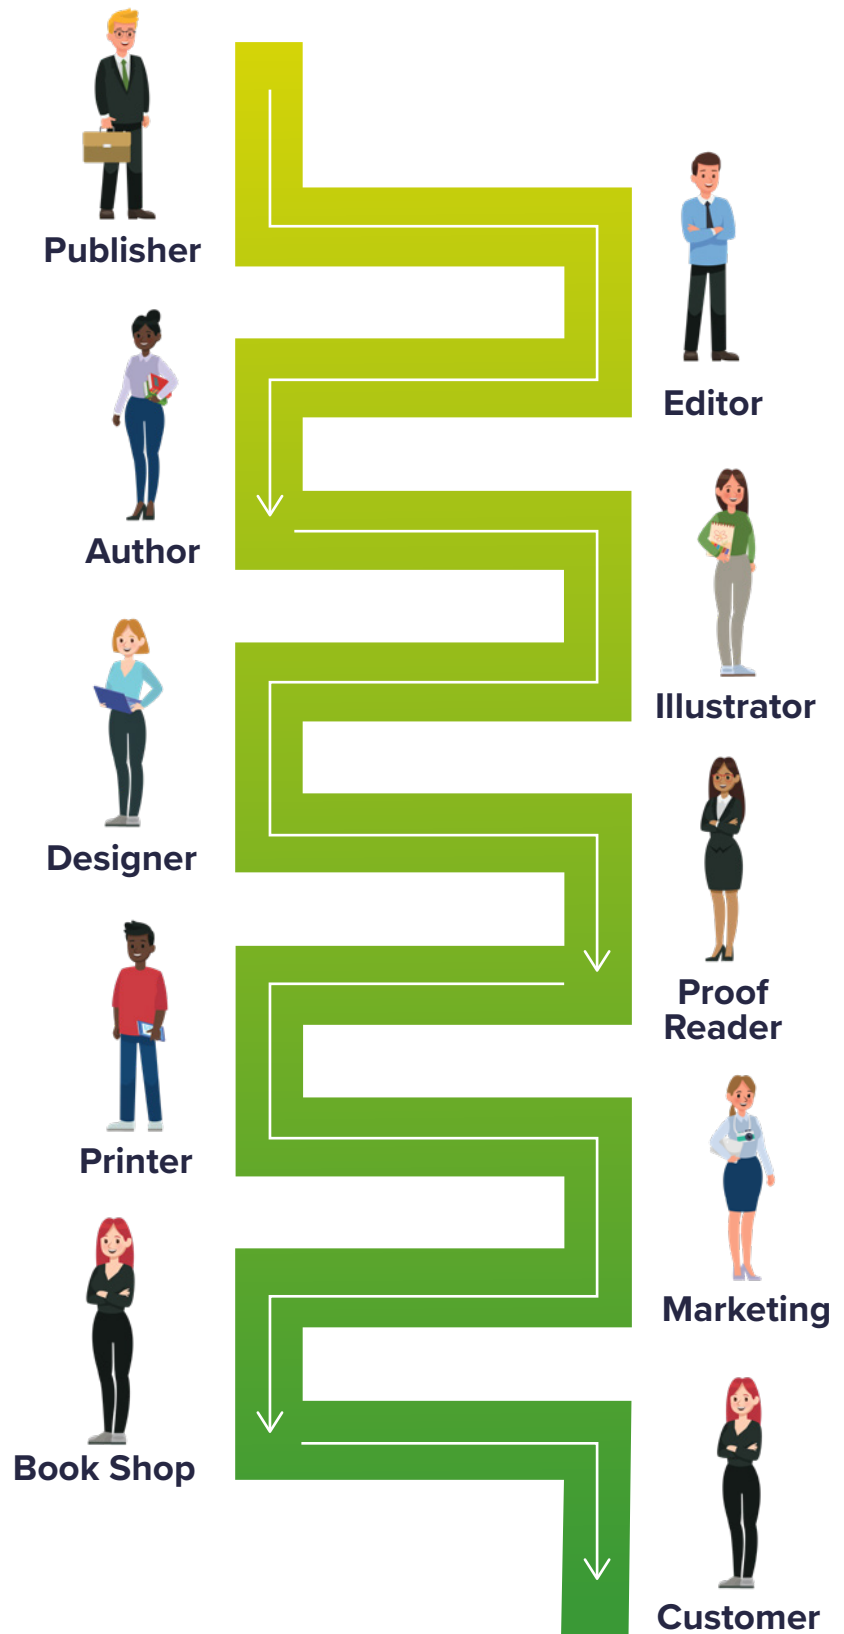 Publisher
Editor
Author
Illustrator
Designer
Proof
Reader
Printer
Marketing
Book Shop
Customer